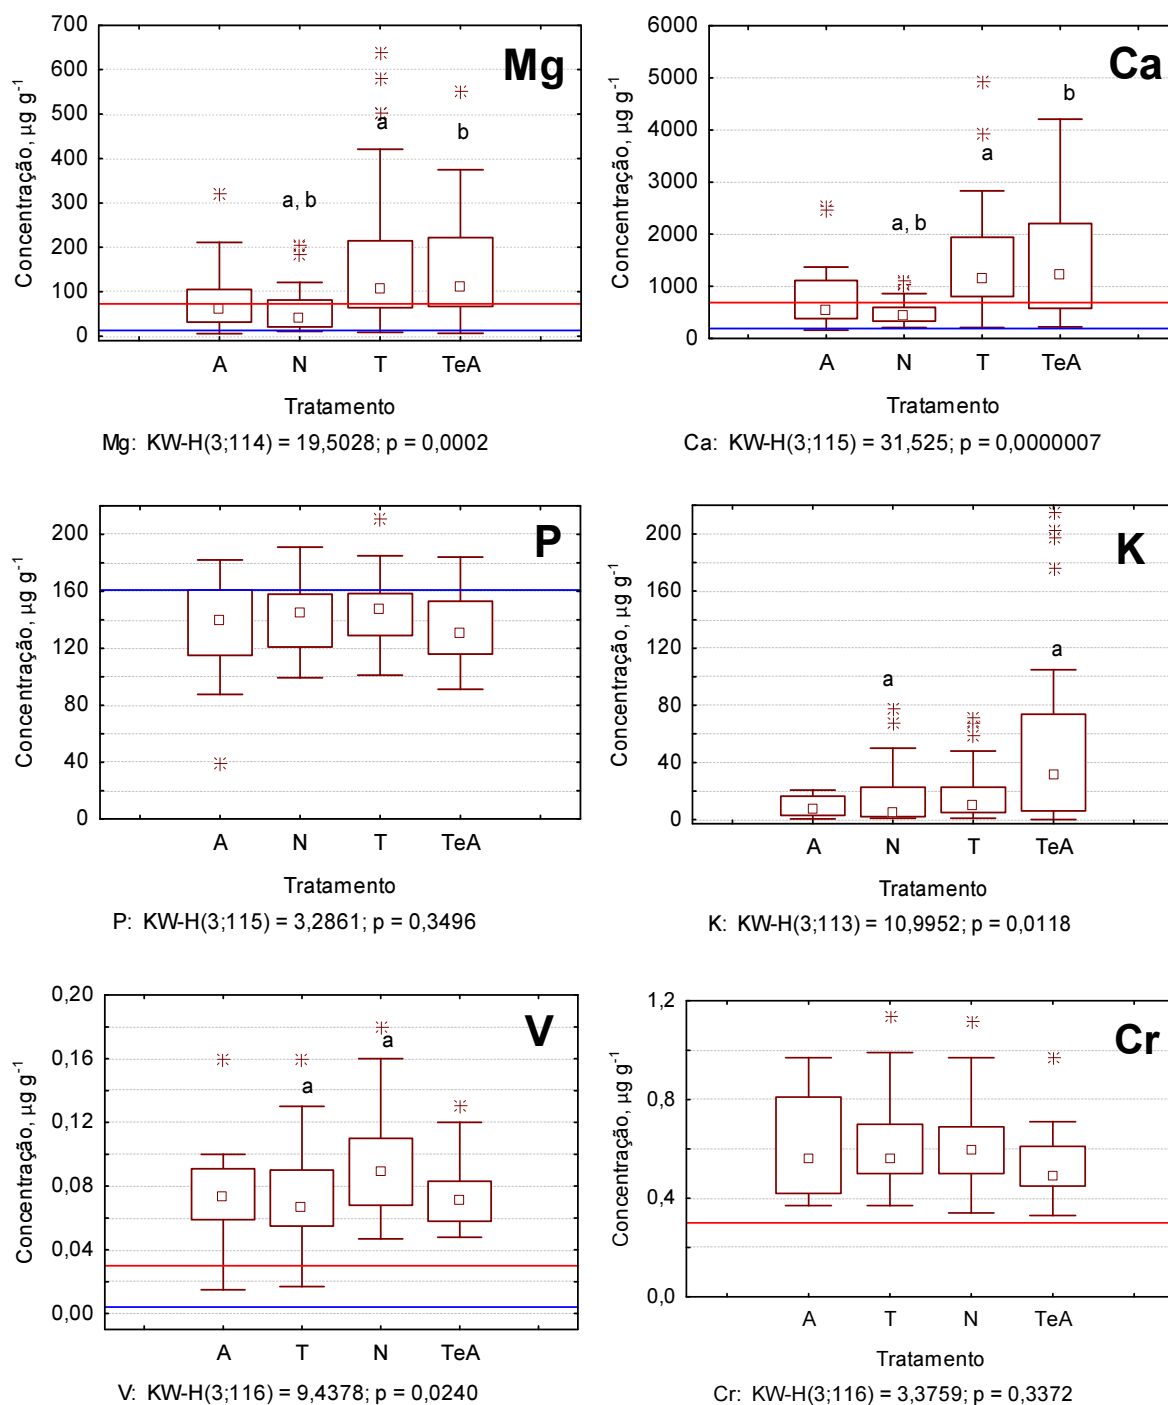 Mg
Concentração, µg g-1
700
600
500
400
300
200
100
0
a, b
a
b
A N T TeA
Tratamento
Mg: KW-H(3;114) = 19,5028; p = 0,0002
Ca
Concentração, µg g-1
6000
5000
4000
3000
2000
1000
0
a, b
a
b
A N T TeA
Tratamento
Ca: KW-H(3;115) = 31,525; p = 0,0000007
P
Concentração, µg g-1
200
160
120
80
40
0
A N T TeA
Tratamento
P: KW-H(3;115) = 3,2861; p = 0,3496
K
Concentração, µg g-1
200
160
120
80
40
0
a
a
A N T TeA
Tratamento
K: KW-H(3;113) = 10,9952; p = 0,0118
V
Concentração, µg g-1
0,20
0,16
0,12
0,08
0,04
0,00
a
a
A T N TeA
V: KW-H(3;116) = 9,4378; p = 0,0240
Cr
Concentração, µg g-1
1,2
0,8
0,4
0,0
A T N TeA
Tratamento
Cr: KW-H(3;116) = 3,3759; p = 0,3372